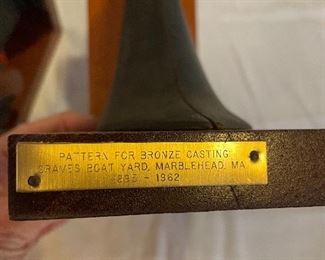 PATTERN FOR BRONZE CASTING
GRAVES BOAT YARD, MARBLEHEAD, MA
- 1962